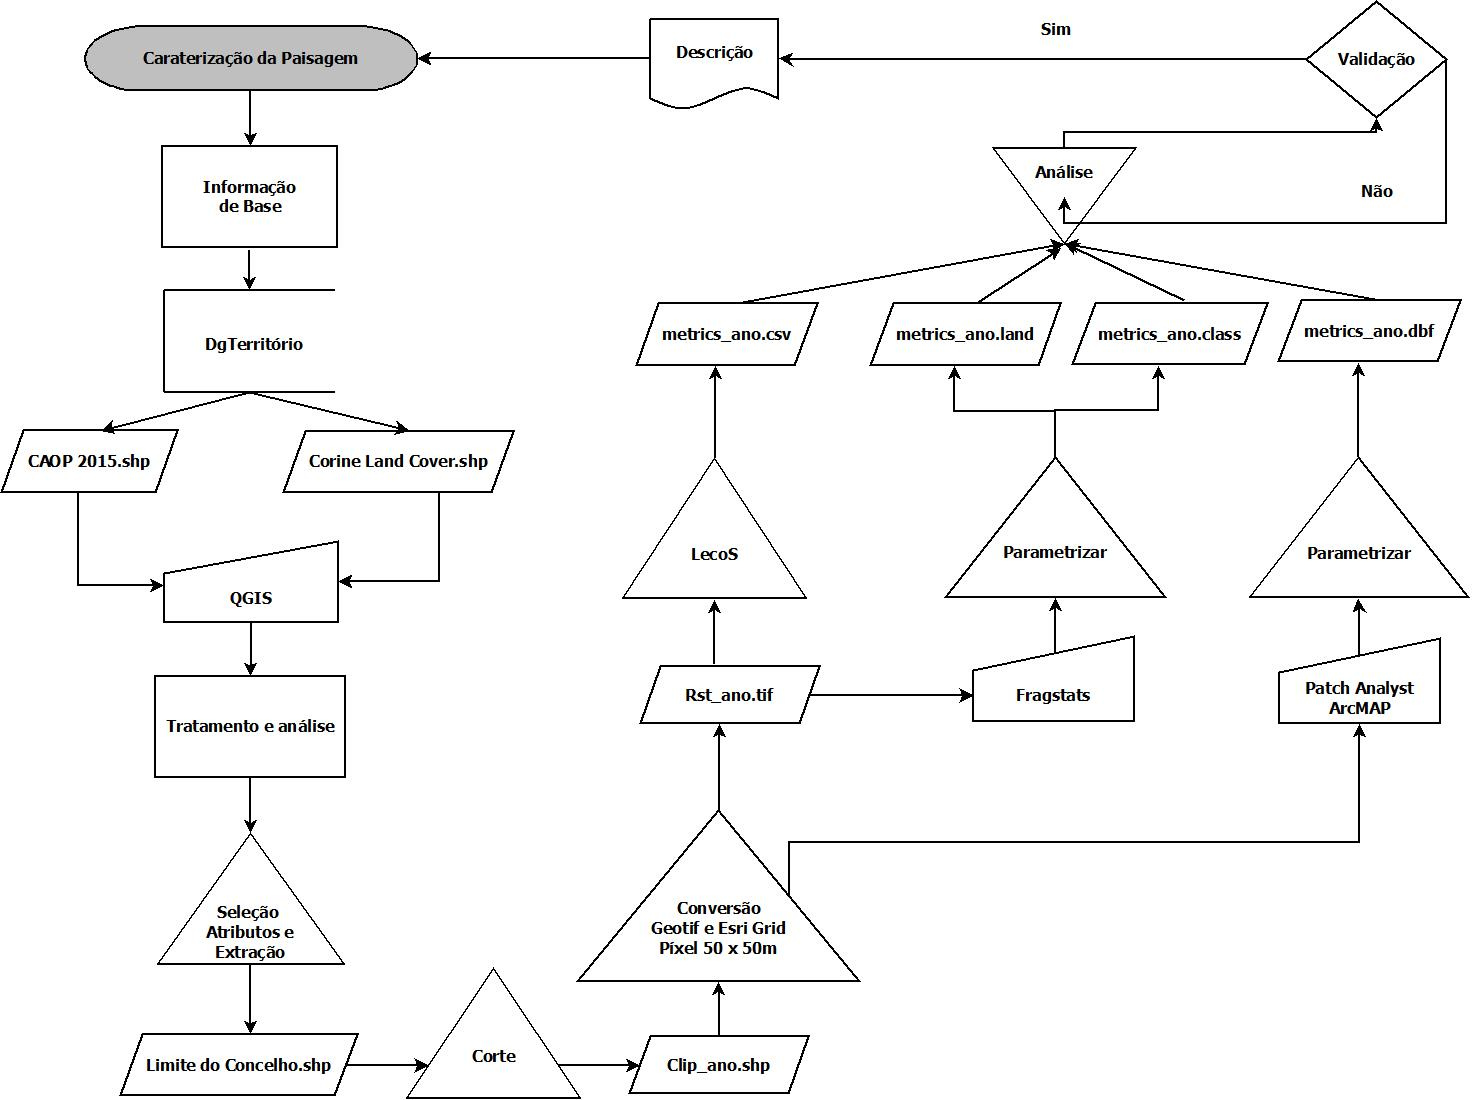 Caraterização da Paisagem
Descrição
Sim
Validação
Análise
Não
Informação
de Base
DgTerritório
metrics_ano.csv
metrics_ano.land
metrics_ano.class
metrics_ano.dbf
CAOP 2015.shp
Corine Land Cover.shp
LecoS
Parametrizar
Parametrizar
QGIS
Tratamento e análise
Rst_ano.tif
Fragstats
Patch Analyst
ArcMAP
Seleção
Atributos e
Extração
Conversão
Geotif e Esri Grid
Píxel 50 x 50m
Limite do Concelho.shp
Corte
Clip_ano.shp